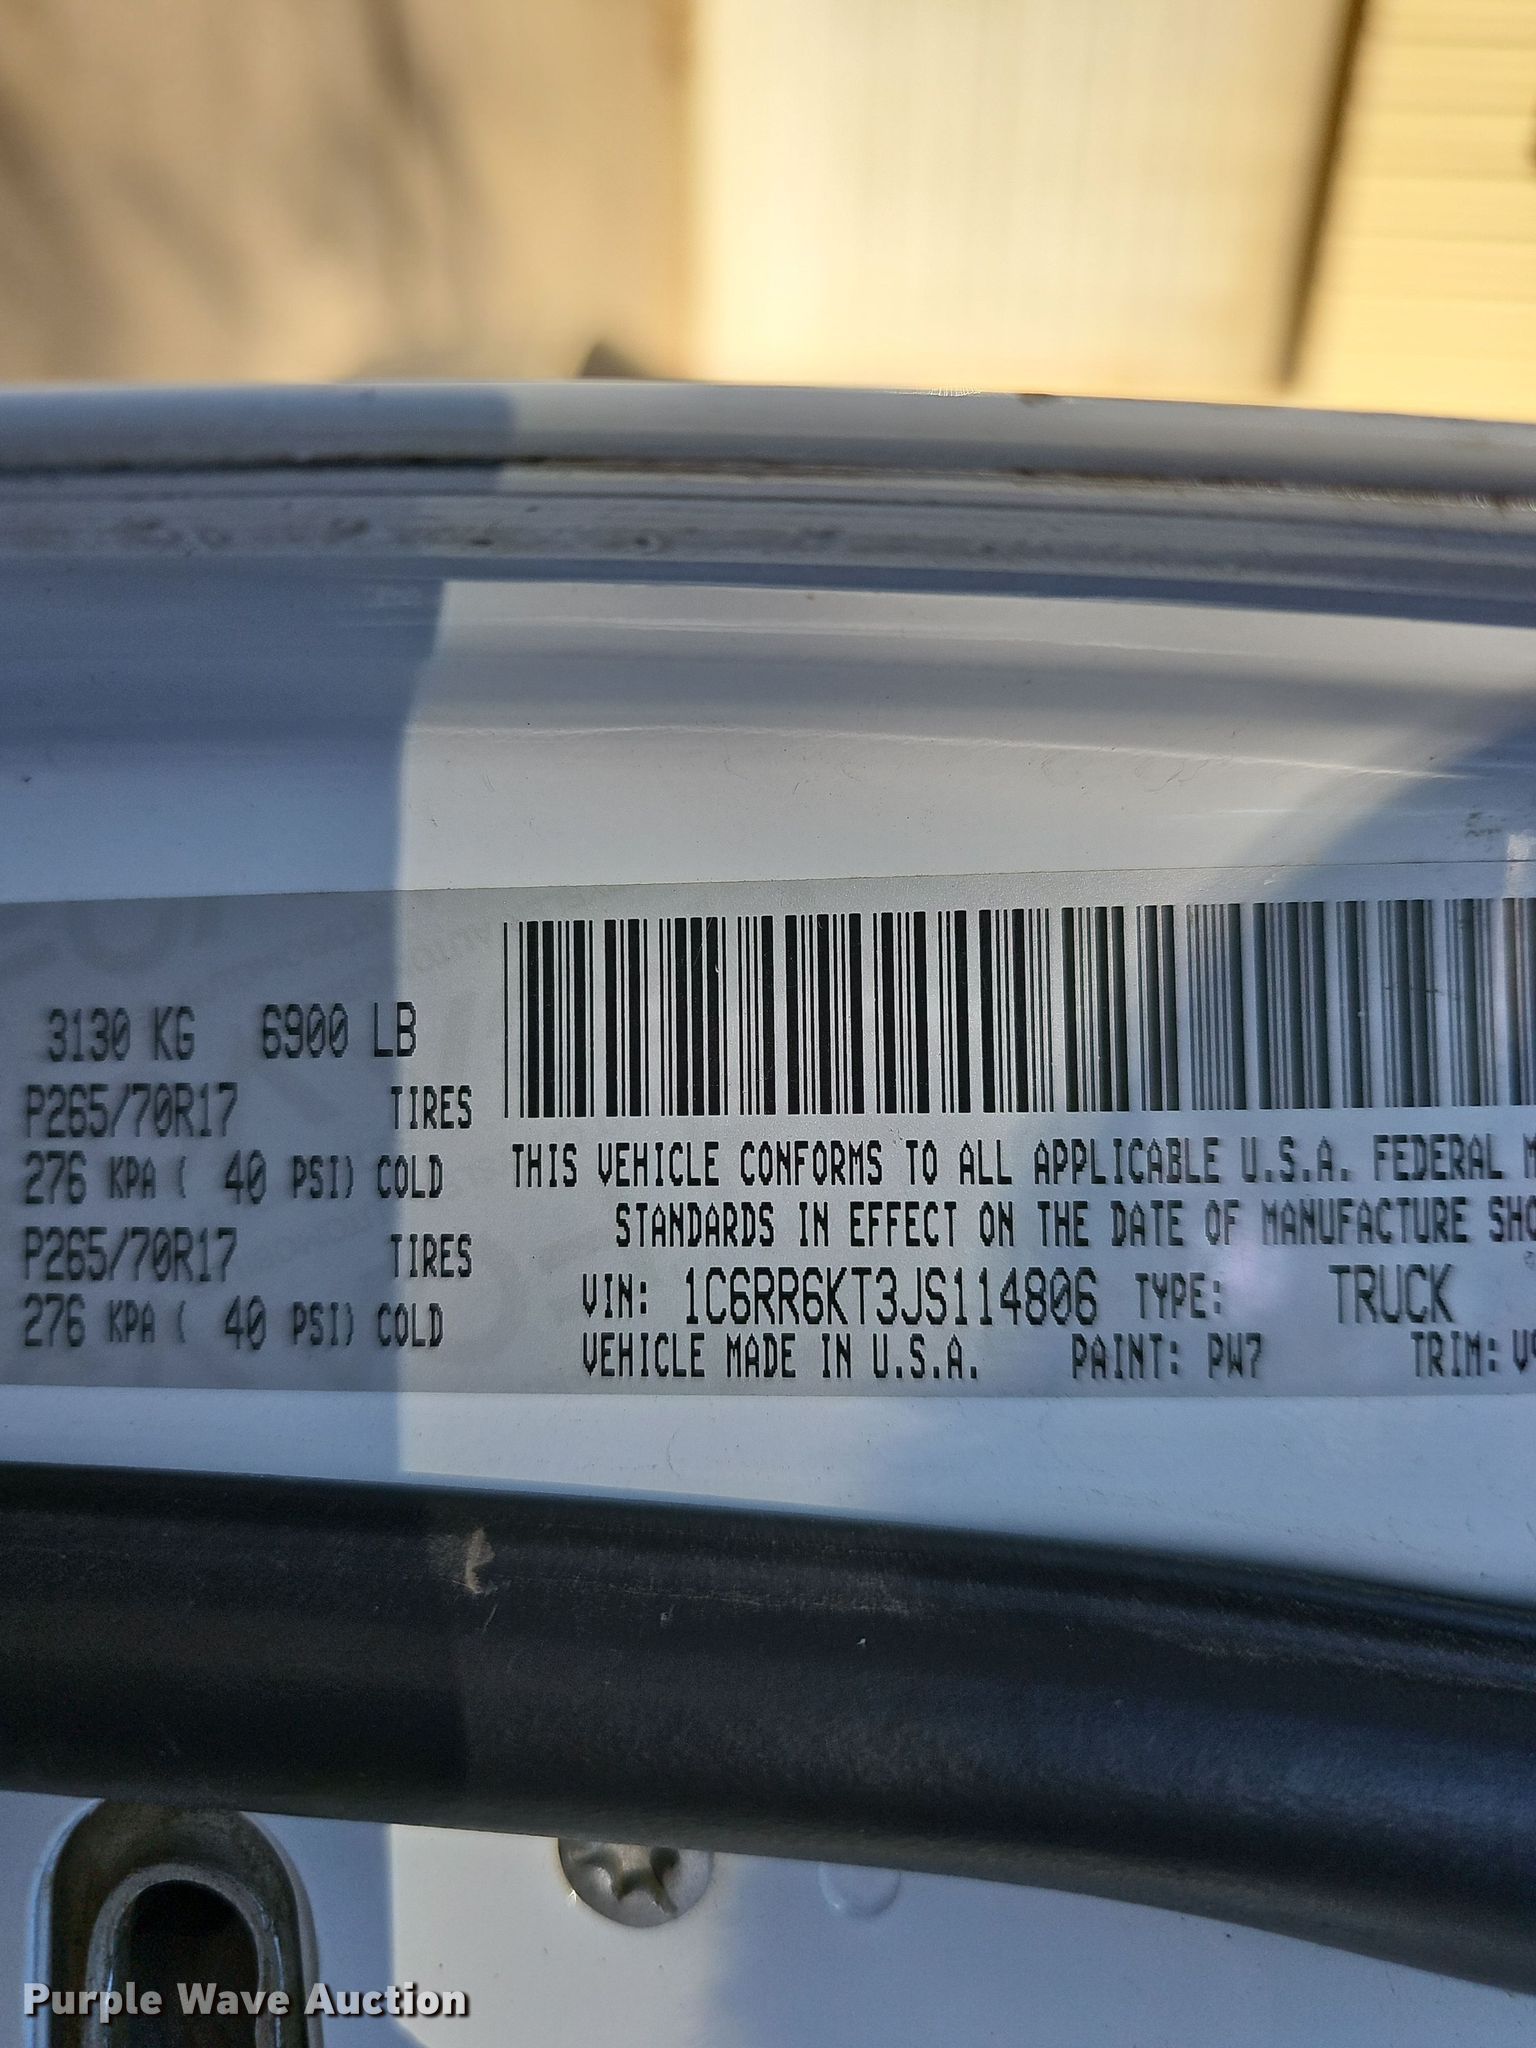 3130 KG 6900 LB
P265/70R17 TIRES
276 KPA ( 40 PSI) COLD
P265/70R17 TIRES
276 KPA ( 40 PSI) COLD
THIS VEHICLE CONFORMS TO ALL APPLICABLE U.S.A. FEDERAL
STANDARDS IN EFFECT ON THE DATE OF MANUFACTURE
VIN: 1C6RR6KT3JS114806 TYPE: TRUCK
VEHICLE MADE IN U.S.A. PAINT: PW7 TRIM:
Purple Wave Auction